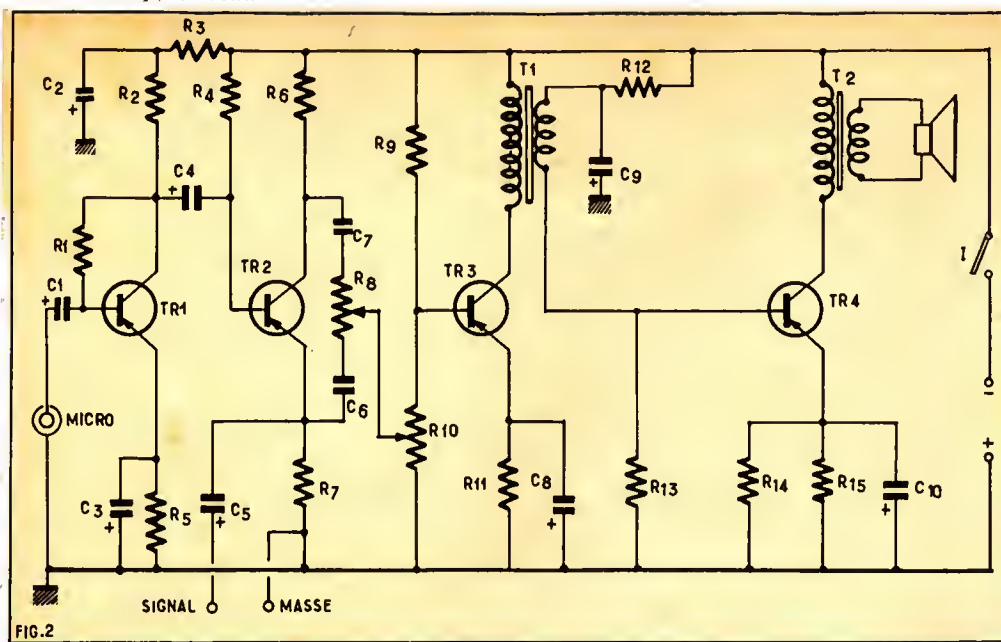 R3
C2
R2
R4
R6
T1
R12
T2
R9
C9
C4
R1
C7
I
C1
TR1
TR2
R8
TR3
TR4
C6
MICRO
R10
-
+
C3
R5
C5
R7
R11
C8
R13
R14
R15
C10
SIGNAL
MASSE
FIG.2